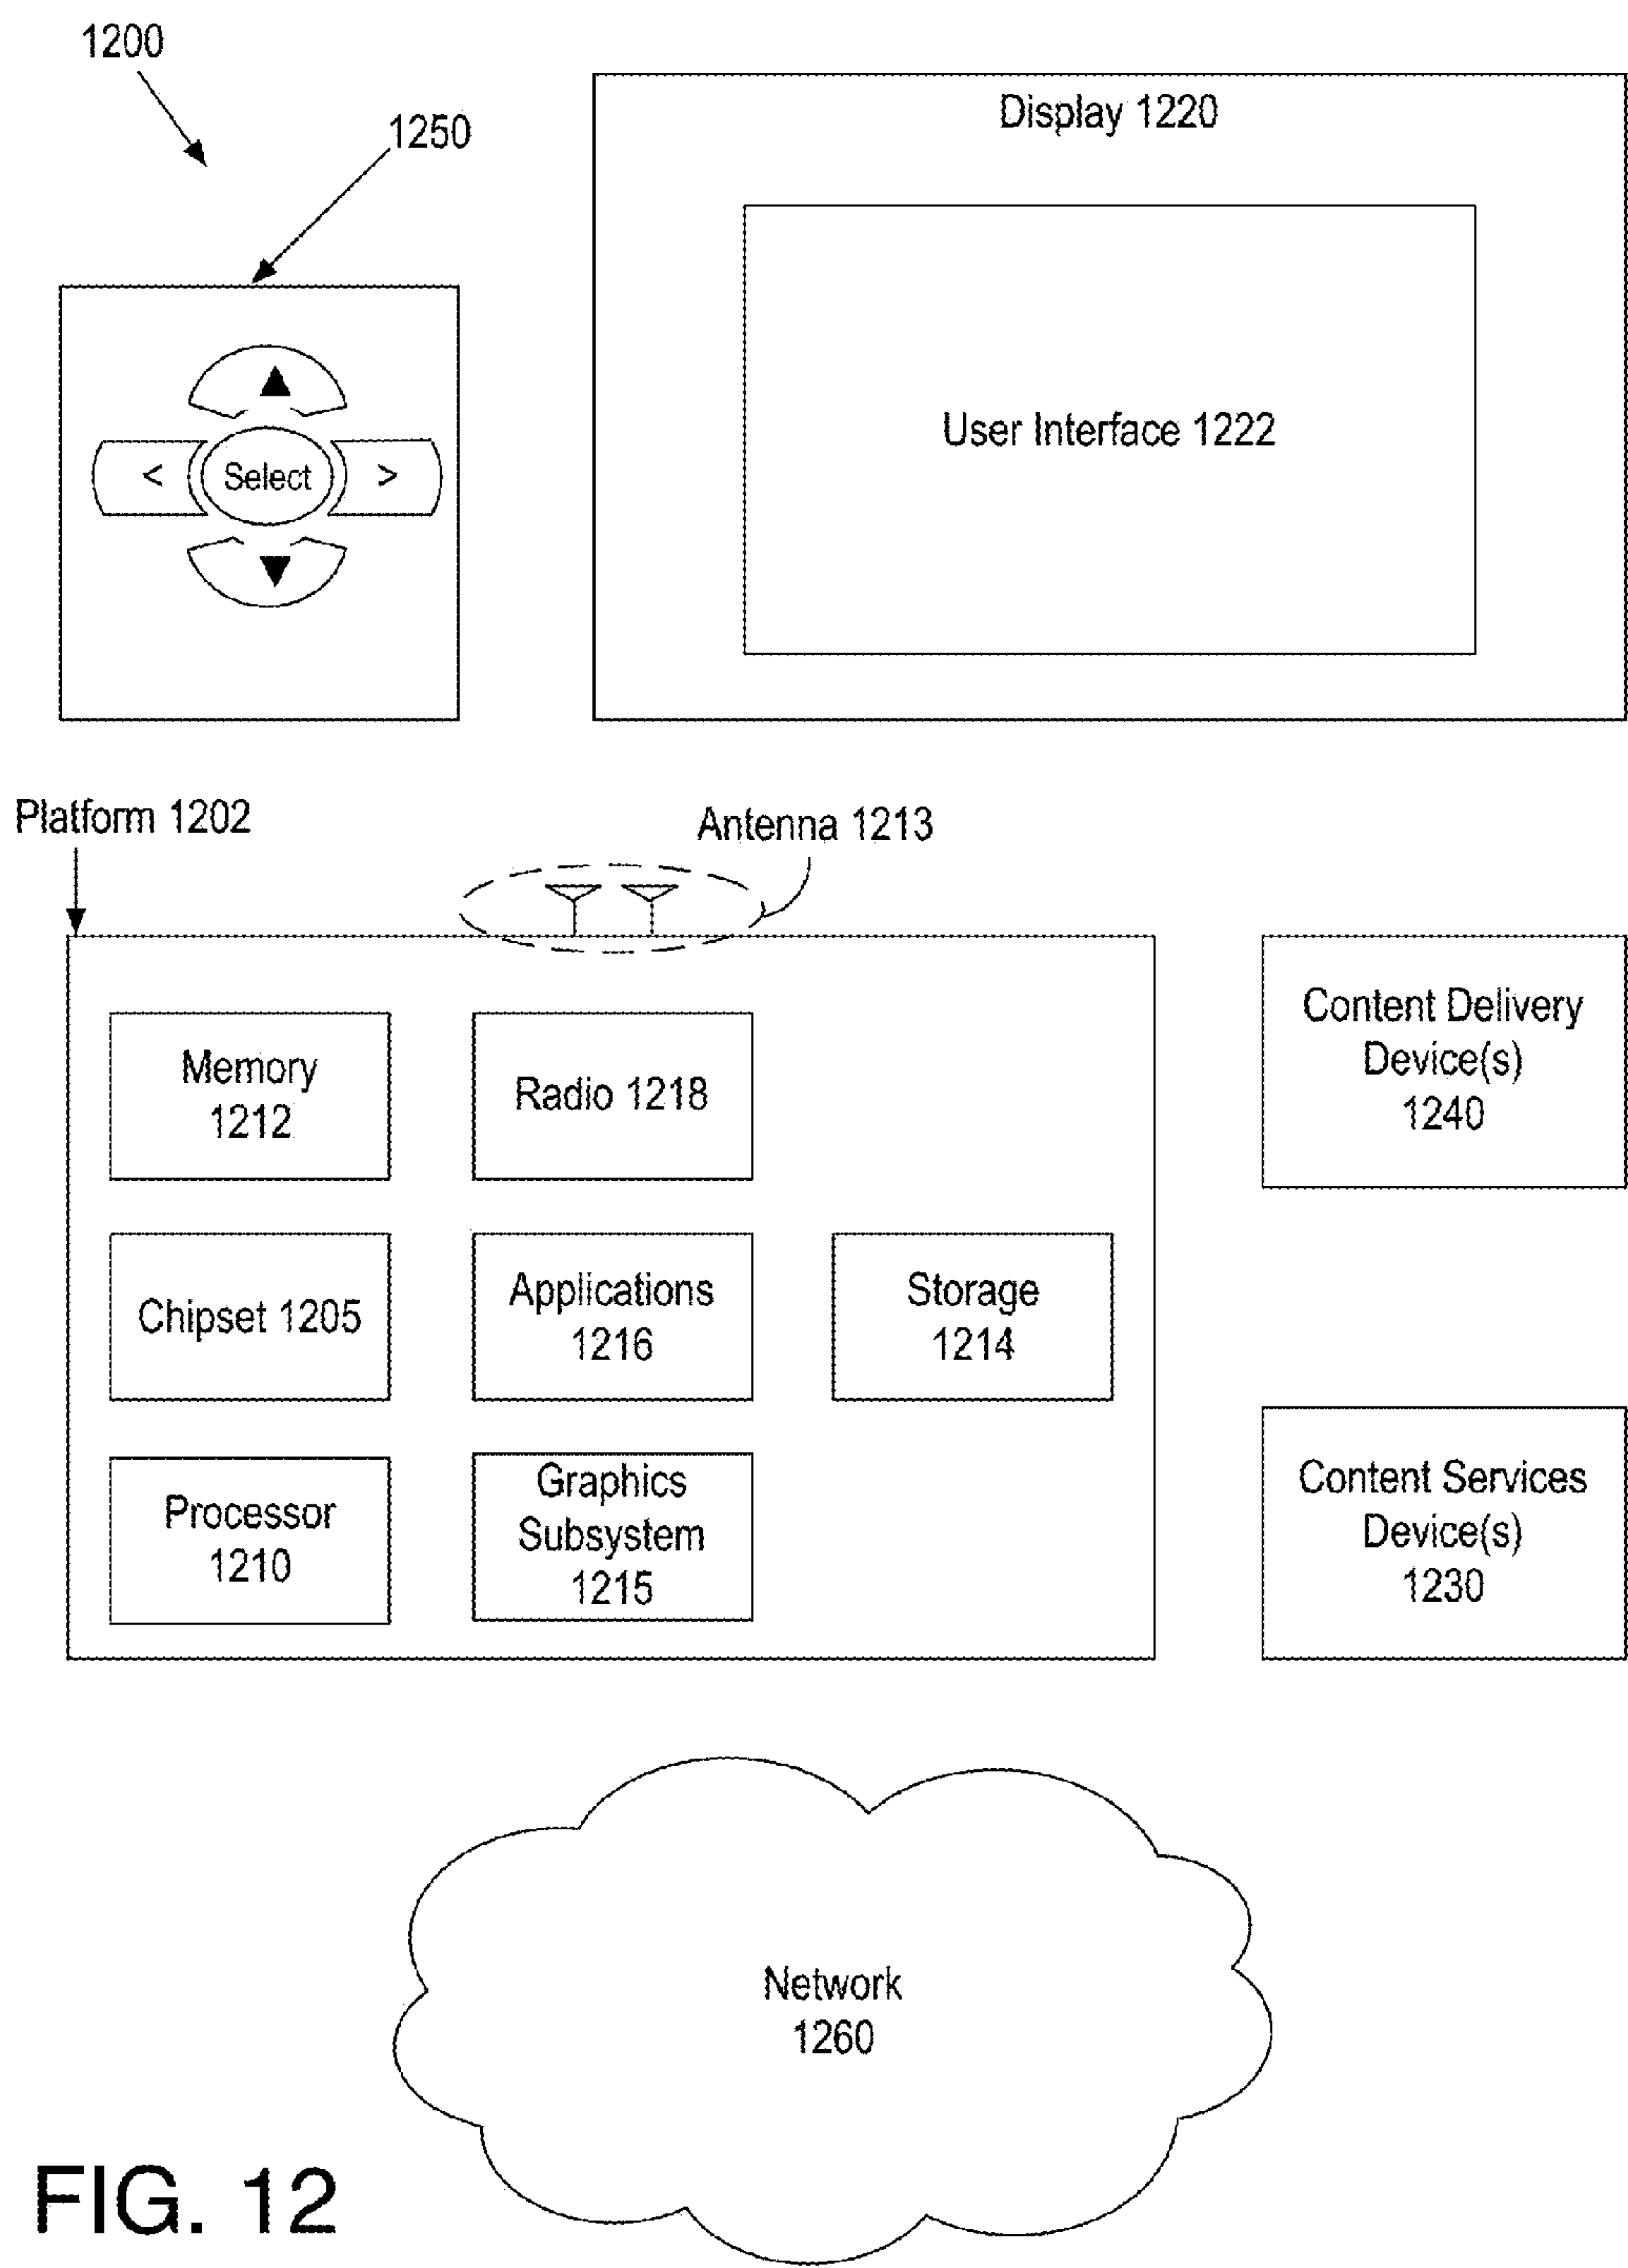 1200
1250
Display 1220
User Interface 1222
<
Select
>
Platform 1202
Antenna 1213
Memory
1212
Radio 1218
Content Delivery
Device(s)
1240
Chipset 1205
Applications
1216
Storage
1214
Processor
1210
Graphics
Subsystem
1215
Content Services
Device(s)
1230
Network
1260
FIG. 12